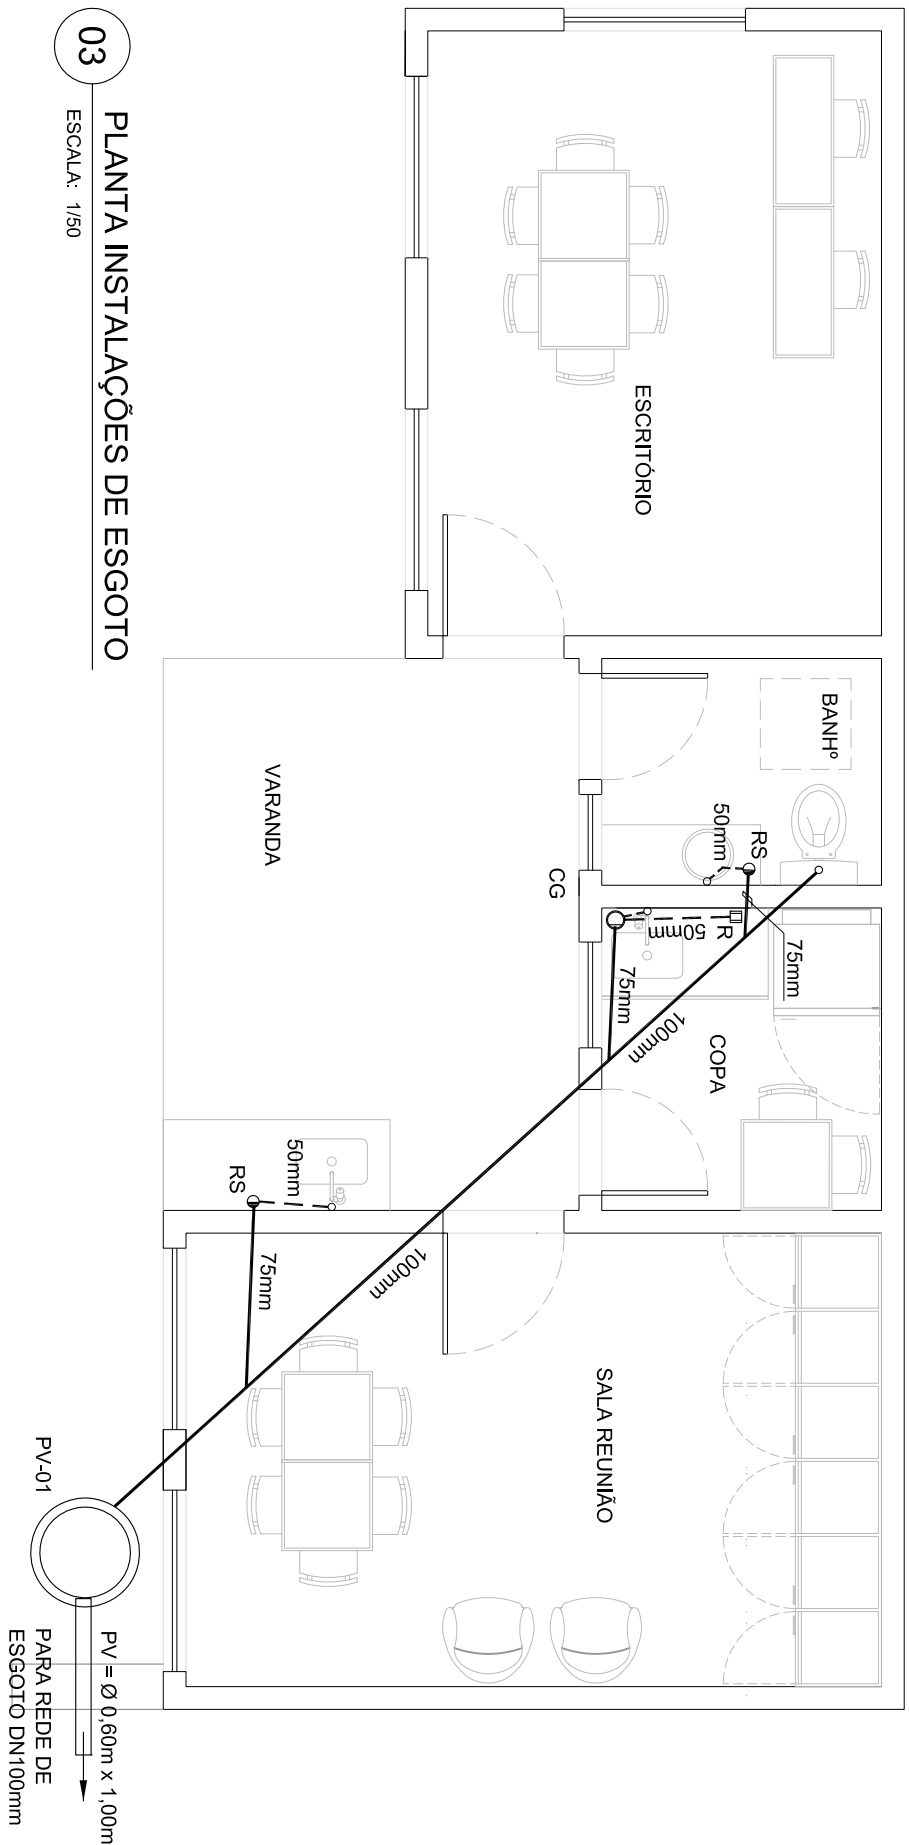 03
PLANTA INSTALAÇÕES DE ESGOTO
ESCALA: 1/50
ESCRITÓRIO
BANHº
50mm
RS
CG
50mm
R
75mm
75mm
100mm
COPA
VARANDA
RS
50mm
75mm
100mm
SALA REUNIÃO
PV-01
PV = Ø 0,60m x 1,00m
PARA REDE DE
ESGOTO DN100mm